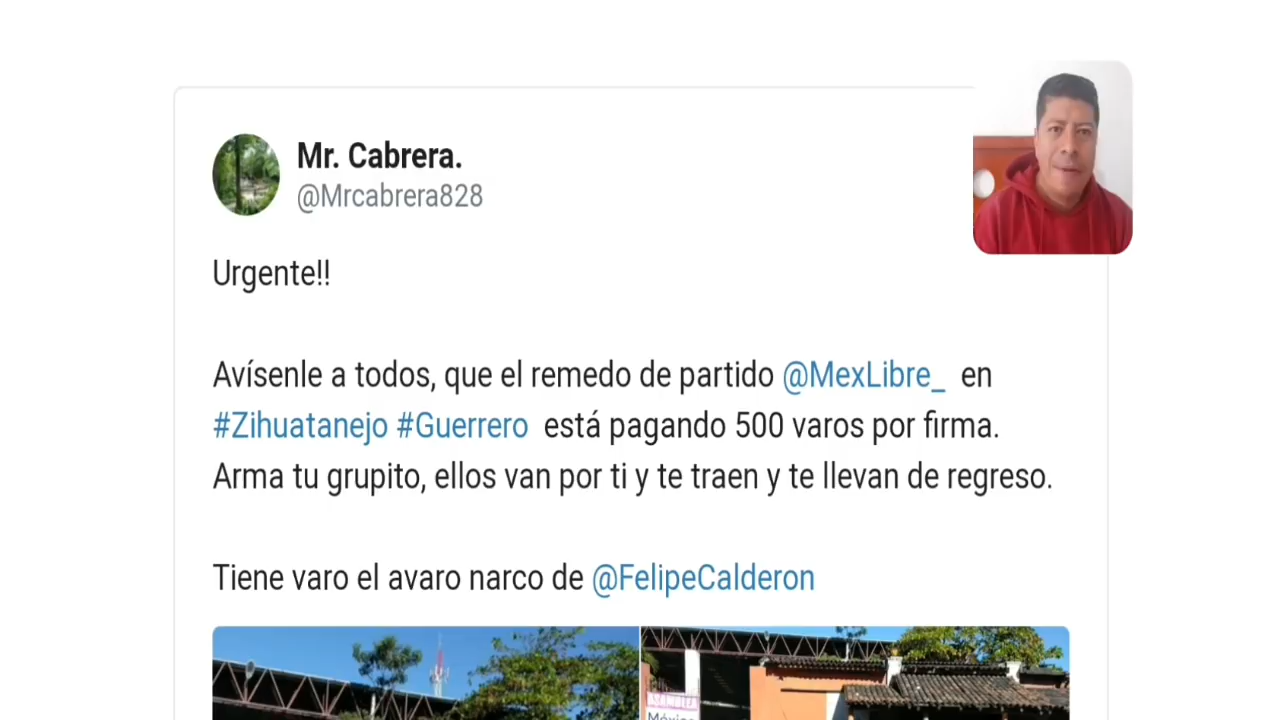 Mr. Cabrera.
@Mrcabrera828
Urgente!!
Avísenle a todos, que el remedo de partido @MexLibre_ en
#Zihuatanejo #Guerrero está pagando 500 varos por firma.
Arma tu grupito, ellos van por ti y te traen y te llevan de regreso.
Tiene varo el avaro narco de @FelipeCalderon
ASAMBLEA
México